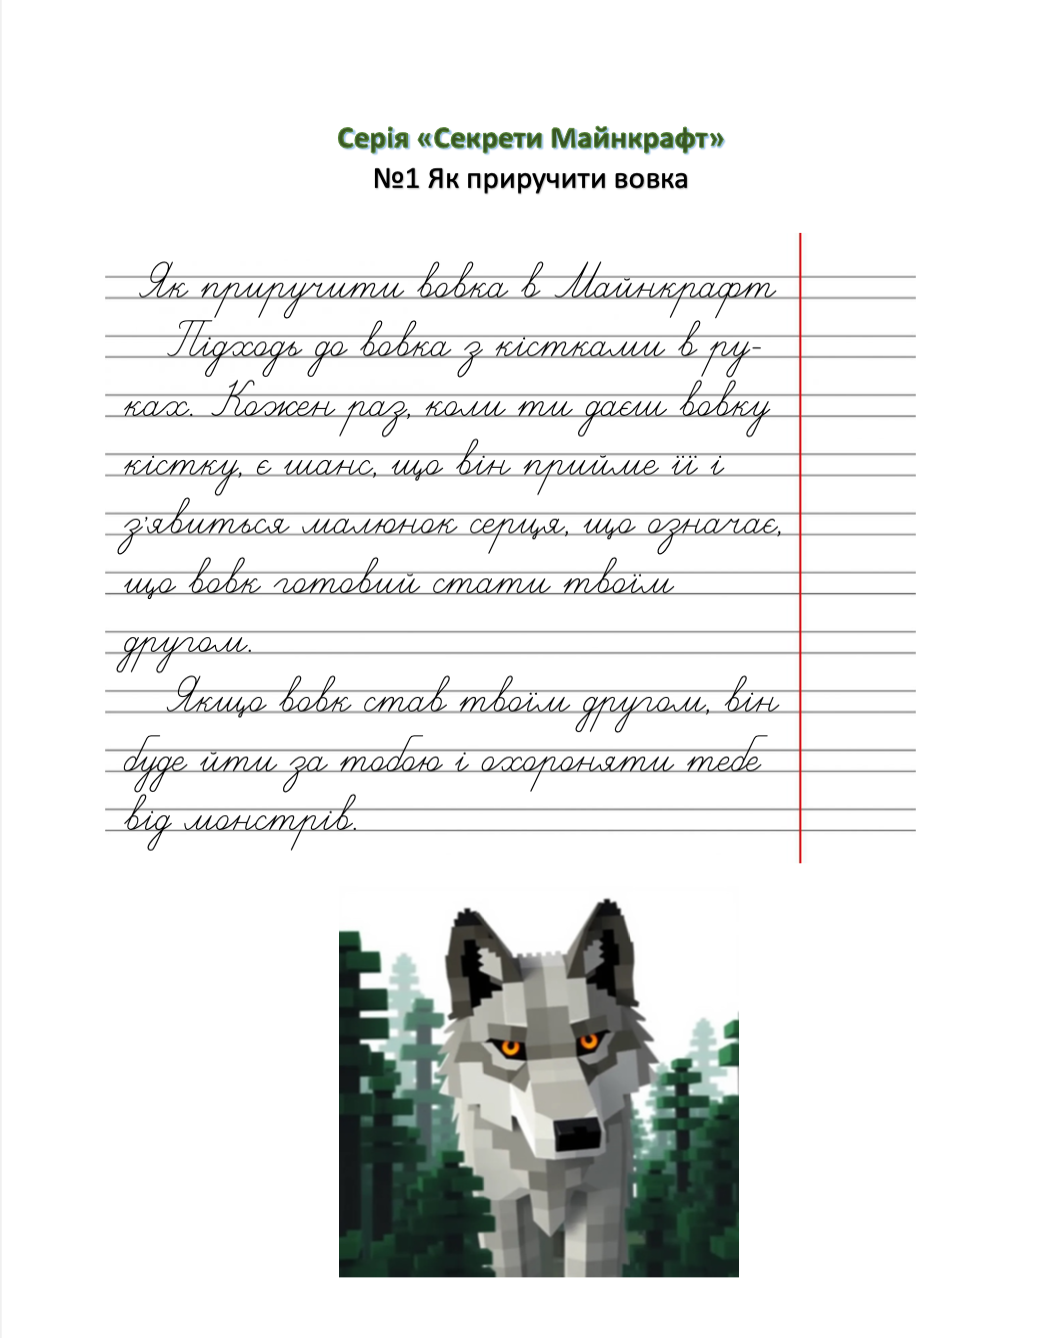 Серія «Секрети Майнкрафт»
№1 Як приручити вовка
Як приручити вовка в Майнкрафт
Підходь до вовка з кістками в ру-
ках. Кожен раз, коли ти даєш вовку
кістку, є шанс, що він прийме її і
з'явиться малюнок серця, що означає,
що вовк готовий стати твоїм
другом.
Якщо вовк став твоїм другом, він
буде йти за тобою і охороняти тебе
від монстрів.